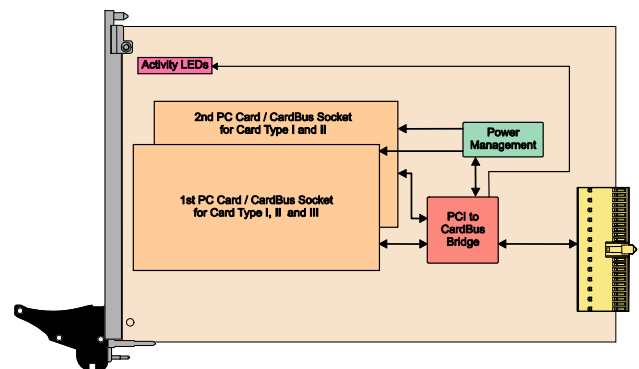 Activity LEDs
2nd PC Card / CardBus Socket
for Card Type I and II
Power
Management
1st PC Card / CardBus Socket
for Card Type I, II and III
PCI to
CardBus
Bridge